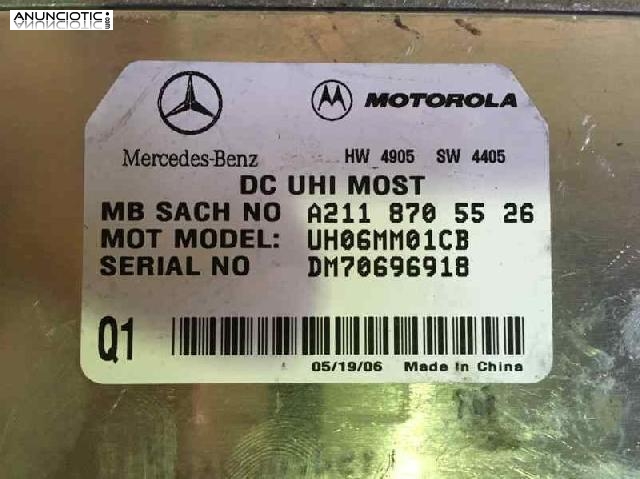 ANUNCIOTIC.es
Mercedes-Benz
MOTOROLA
HW 4905 SW 4405
DC UHI MOST
MB SACH NO A211 870 55 26
MOT MODEL: UH06MM01CB
SERIAL NO DM70696918
Q1
05/19/06 Made In China